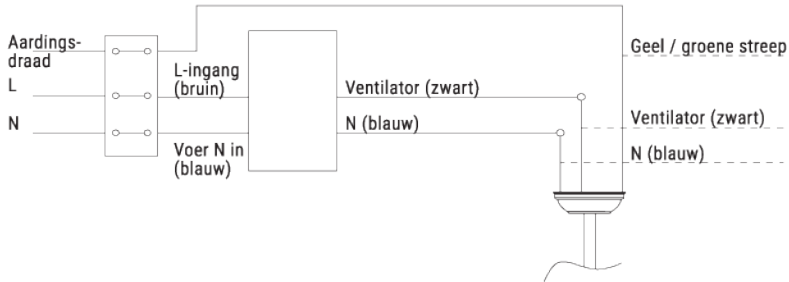 Aardings-
draad
L
N
L-ingang
(bruin)
Voer N in
(blauw)
Ventilator (zwart)
N (blauw)
Geel / groene streep
Ventilator (zwart)
N (blauw)